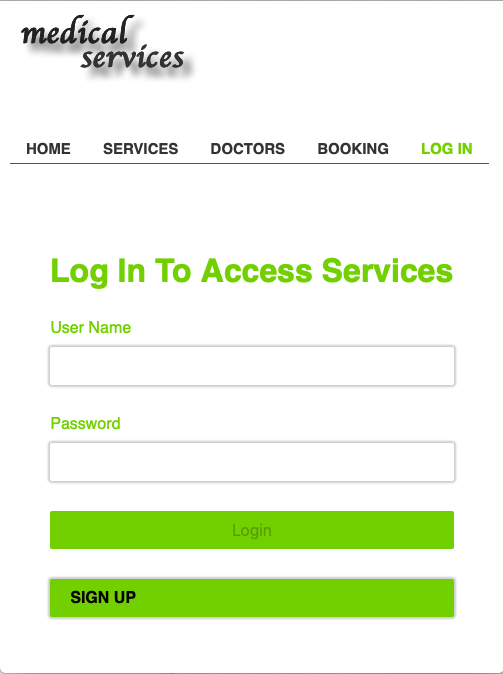 medical
services
HOME SERVICES DOCTORS BOOKING LOG IN
Log In To Access Services
User Name
Password
Login
SIGN UP